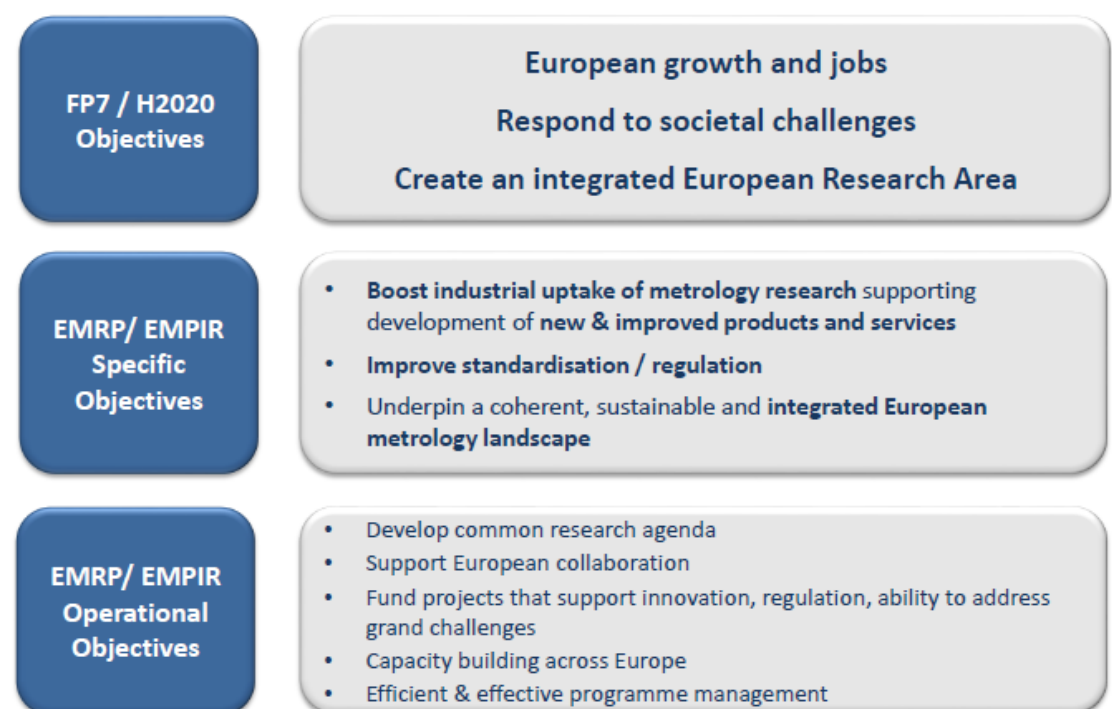 FP7 / H2020
Objectives
European growth and jobs
Respond to societal challenges
Create an integrated European Research Area
EMRP/ EMPIR
Specific
Objectives
• Boost industrial uptake of metrology research supporting
development of new & improved products and services
• Improve standardisation / regulation
• Underpin a coherent, sustainable and integrated European
metrology landscape
EMRP/ EMPIR
Operational
Objectives
• Develop common research agenda
• Support European collaboration
• Fund projects that support innovation, regulation, ability to address
grand challenges
• Capacity building across Europe
• Efficient & effective programme management